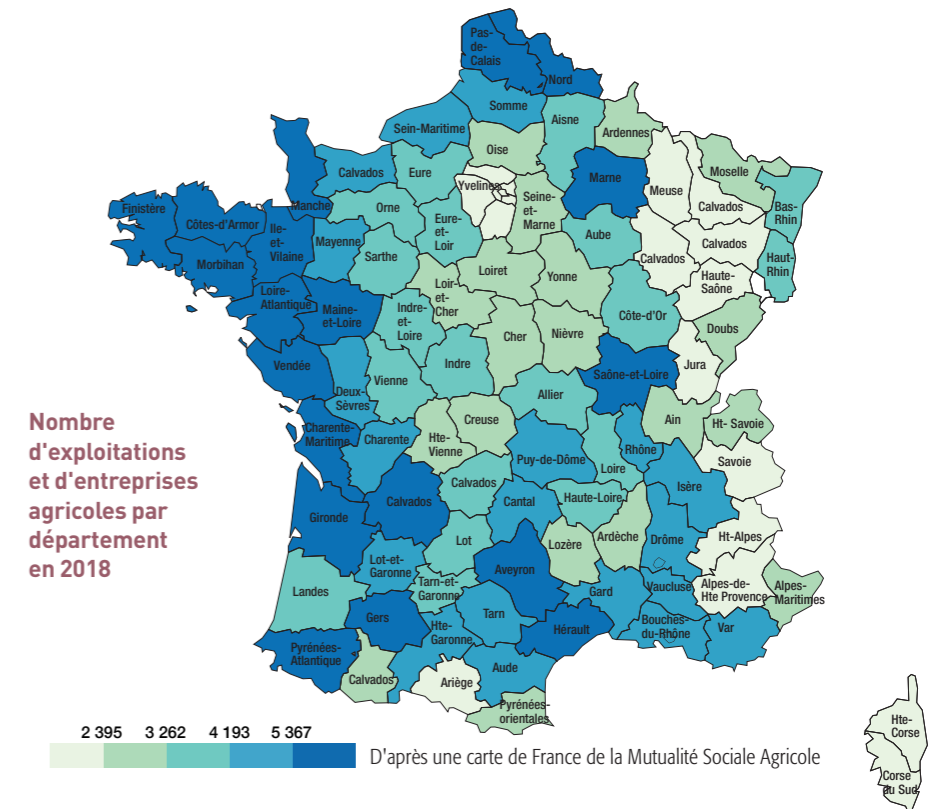 Pas-
de-
Calais
Nord
Somme
Sein-Maritime
Aisne
Ardennes
Oise
Calvados
Eure
Yvelines
Marne
Meuse
Moselle
Calvados
Bas-
Rhin
Manche
Orne
Seine-
et-
Marne
Finistère
Côtes-d'Armor
Ile-
et-
Vilaine
Mayenne
Eure-
et-
Loir
Aube
Calvados
Calvados
Haut-
Rhin
Morbihan
Sarthe
Loiret
Yonne
Haute-
Saône
Loire-
Atlantique
Maine-
et-Loire
Indre-
et-
Loire
Loir-
et-
Cher
Cher
Nièvre
Côte-d'Or
Doubs
Vendée
Deux-
Sèvres
Vienne
Indre
Allier
Saône-et-Loire
Jura
Charente-
Maritime
Charente
Hte-
Vienne
Creuse
Puy-de-Dôme
Loire
Rhône
Ain
Ht- Savoie
Savoie
Nombre
d'exploitations
et d'entreprises
agricoles par
département
en 2018
Isère
Gironde
Calvados
Calvados
Cantal
Haute-Loire
Ardèche
Drôme
Ht-Alpes
Lot
Lozère
Aveyron
Landes
Lot-et-
Garonne
Tarn-et-
Garonne
Tarn
Gard
Vaucluse
Alpes-de-
Hte Provence
Alpes-
Maritimes
Gers
Hte-
Garonne
Hérault
Bouches-
du-Rhône
Var
Pyrénées-
Atlantique
Calvados
Ariège
Aude
Pyrénées-
orientales
Hte-
Corse
Corse
du Sud
2 395 3 262 4 193 5 367
D'après une carte de France de la Mutualité Sociale Agricole